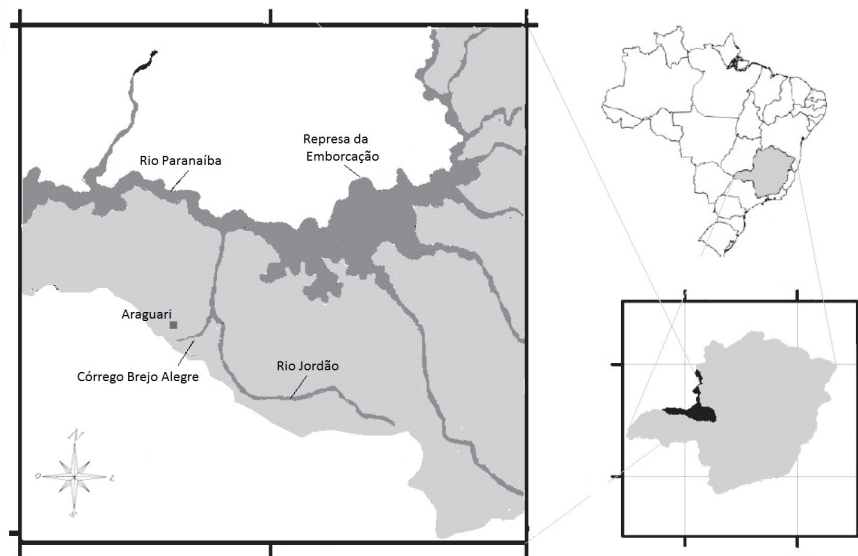 Represa da
Emborcação
Rio Paranaíba
Araguari
Córrego Brejo Alegre
Rio Jordão
N
O
L
S